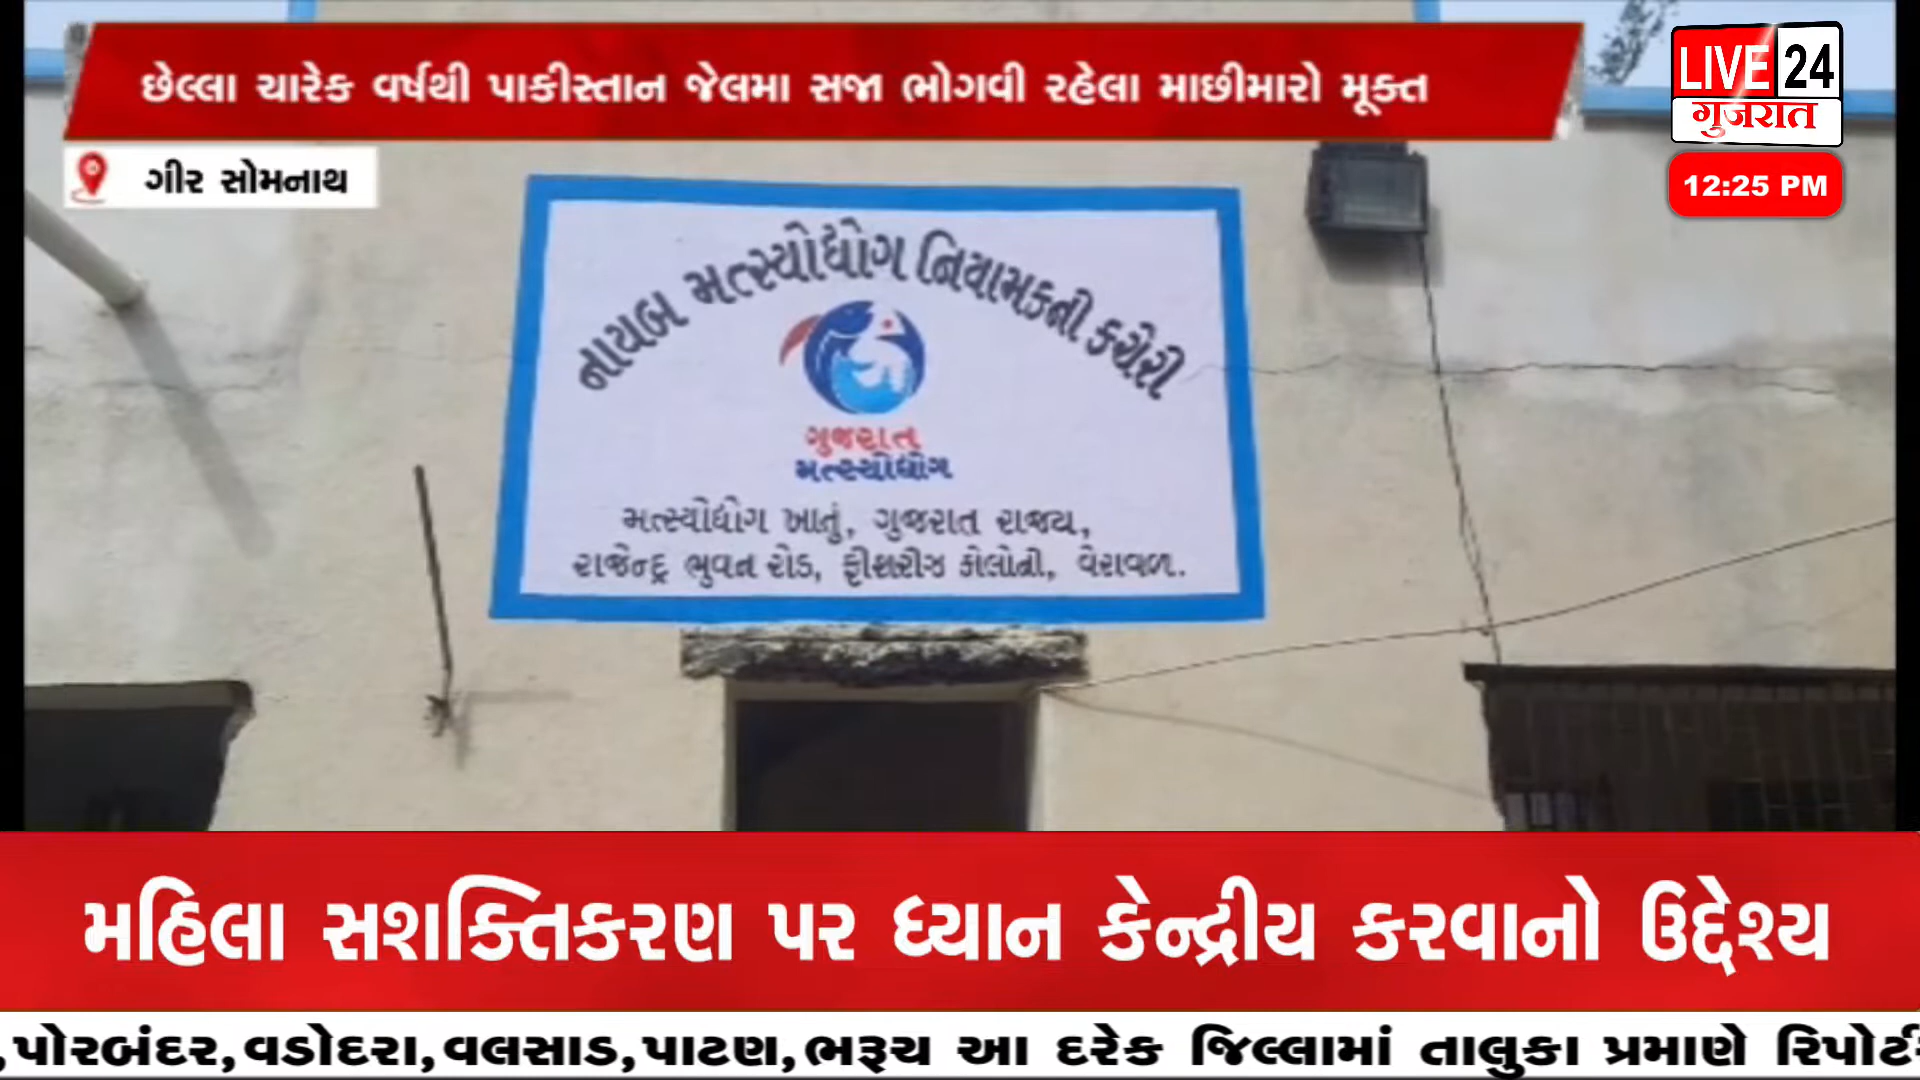 છેલ્લા ચારેક વર્ષથી પાકીસ્તાન જેલમા સજા ભોગવી રહેલા માછીમારો મૂક્ત
LIVE 24
गुजरात
ગીર સોમનાથ
12:25 PM
નાયબ મત્સ્યોદ્યોગ નિયામકની કચેરી
ગુજરાત
મત્સ્યોદ્યોગ
મત્સ્યોદ્યોગ ખાતું, ગુજરાત રાજ્ય,
રાજેન્દ્ર ભુવન રોડ, ફીશરીઝ કોલોની, વેરાવળ.
મહિલા સશક્તિકરણ પર ધ્યાન કેન્દ્રીય કરવાનો ઉદ્દેશ્ય
,પોરબંદર,વડોદરા,વલસાડ,પાટણ,ભરૂચ આ દરેક જિલ્લામાં તાલુકા પ્રમાણે રિપોર્ટ